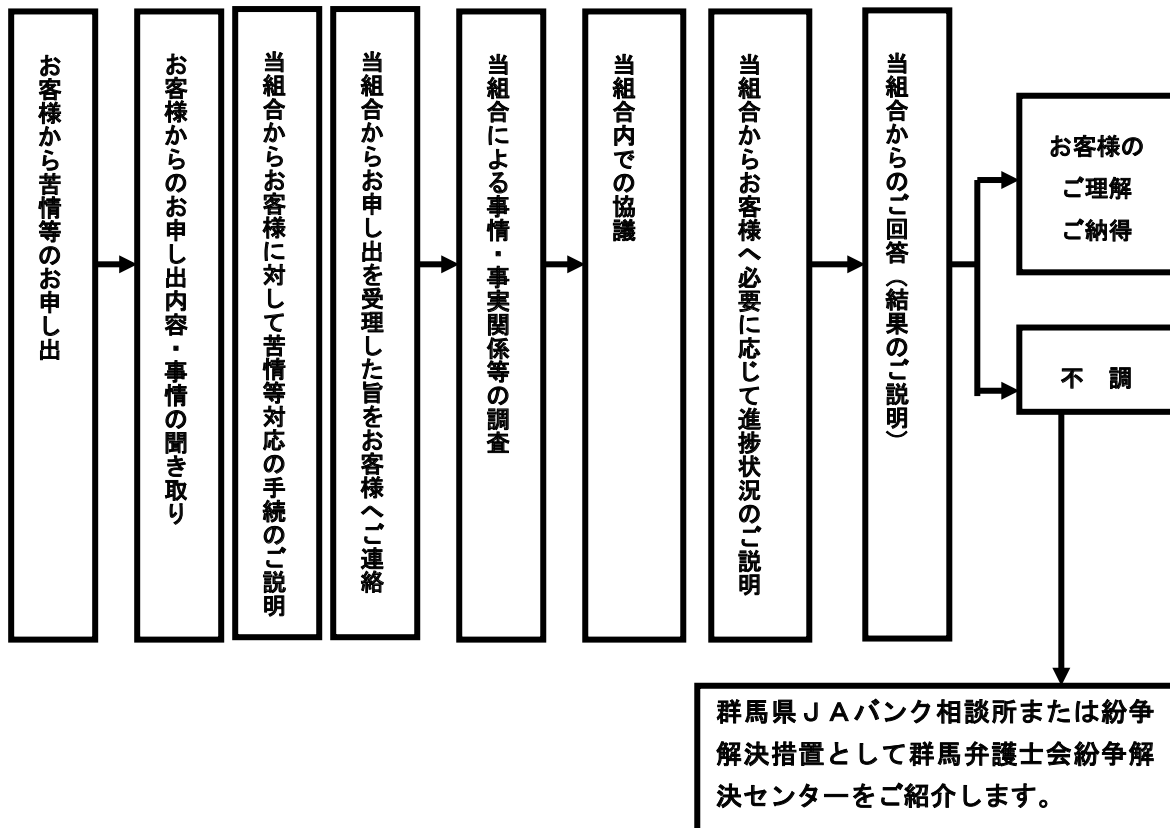 お客様から苦情等のお申し出
お客様からのお申し出内容・事情の聞き取り
当組合からお客様に対して苦情等対応の手続のご説明
当組合からお申し出を受理した旨をお客様へご連絡
当組合による事情・事実関係等の調査
当組合内での協議
当組合からお客様へ必要に応じて進捗状況のご説明
当組合からのご回答（結果のご説明）
お客様の
ご理解
ご納得
不　調
群馬県ＪＡバンク相談所または紛争
解決措置として群馬弁護士会紛争解
決センターをご紹介します。